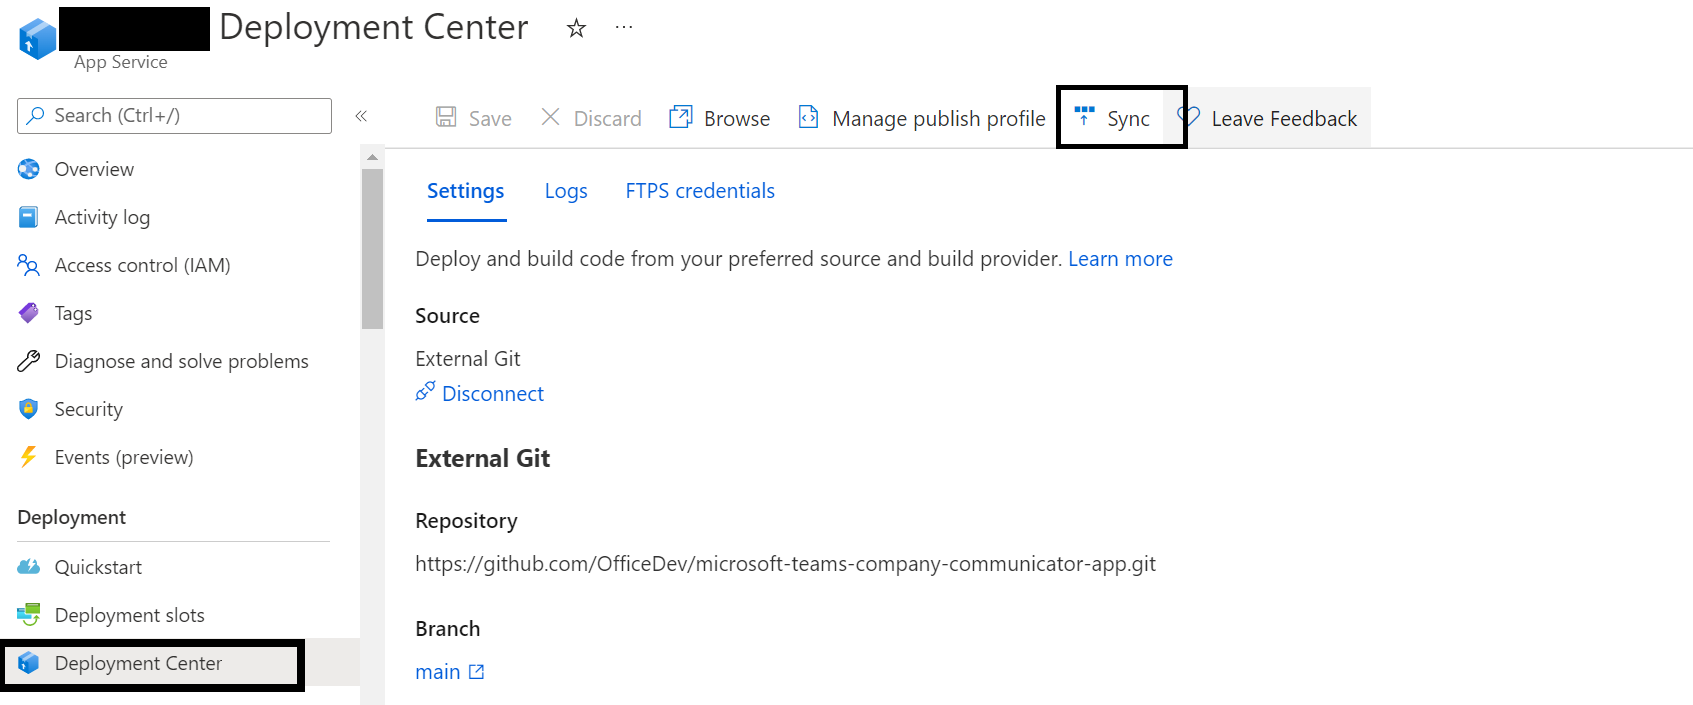 Deployment Center
...
App Service
Search (Ctrl+/)
«
Save
Discard
Browse
Manage publish profile
Sync
Leave Feedback
Overview
Activity log
Access control (IAM)
Tags
Diagnose and solve problems
Security
Events (preview)
Deployment
Quickstart
Deployment slots
Deployment Center
Settings
Logs
FTPS credentials
Deploy and build code from your preferred source and build provider. Learn more
Source
External Git
Disconnect
External Git
Repository
https://github.com/OfficeDev/microsoft-teams-company-communicator-app.git
Branch
main